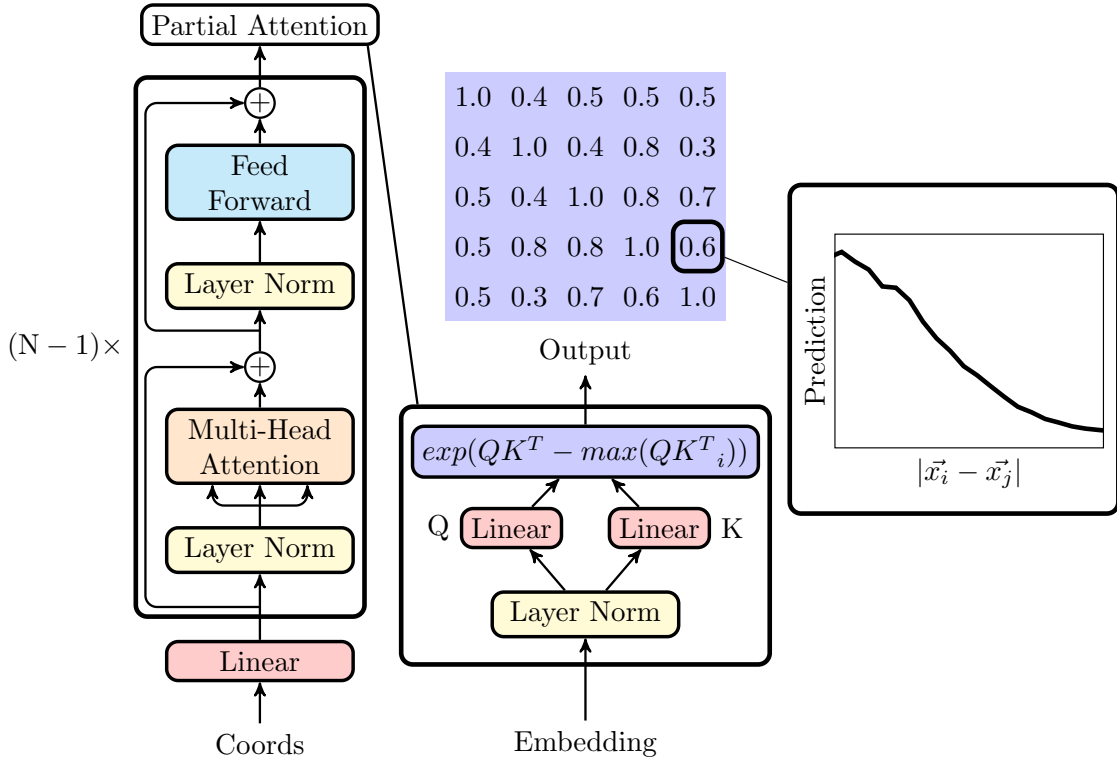 Partial Attention
+
Feed
Forward
Layer Norm
(N − 1)×
+
Multi-Head
Attention
Layer Norm
Linear
Coords
1.0 0.4 0.5 0.5 0.5
0.4 1.0 0.4 0.8 0.3
0.5 0.4 1.0 0.8 0.7
0.5 0.8 0.8 1.0 0.6
0.5 0.3 0.7 0.6 1.0
Output
exp(QK^T − max(QK^T_i))
Q Linear Linear K
Layer Norm
Embedding
Prediction
|x⃗_i − x⃗_j|